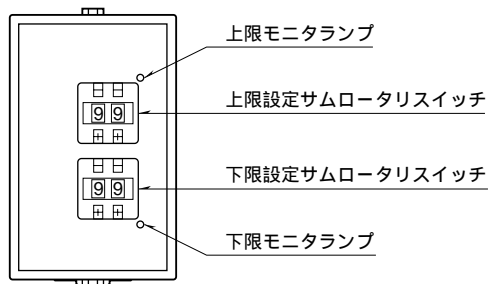 上限モニタランプ
99
上限設定サムロータリスイッチ
99
下限設定サムロータリスイッチ
下限モニタランプ